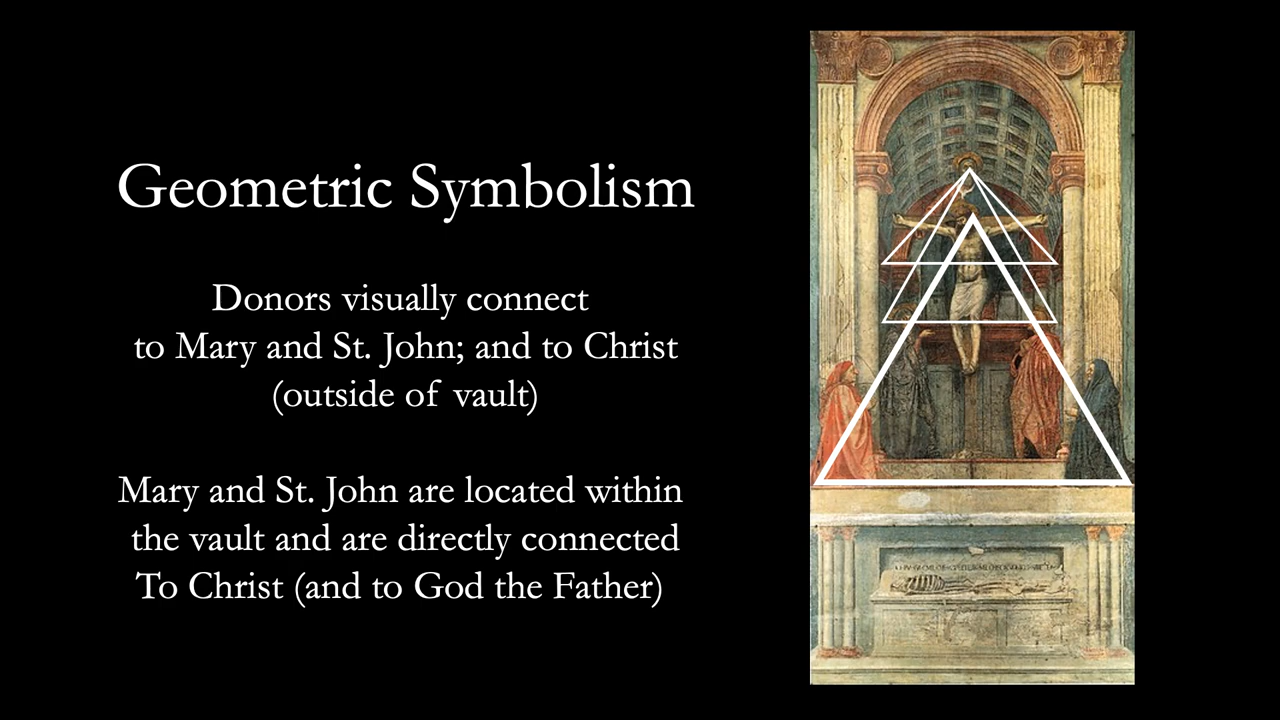 Geometric Symbolism
Donors visually connect
to Mary and St. John; and to Christ
(outside of vault)
Mary and St. John are located within
the vault and are directly connected
To Christ (and to God the Father)